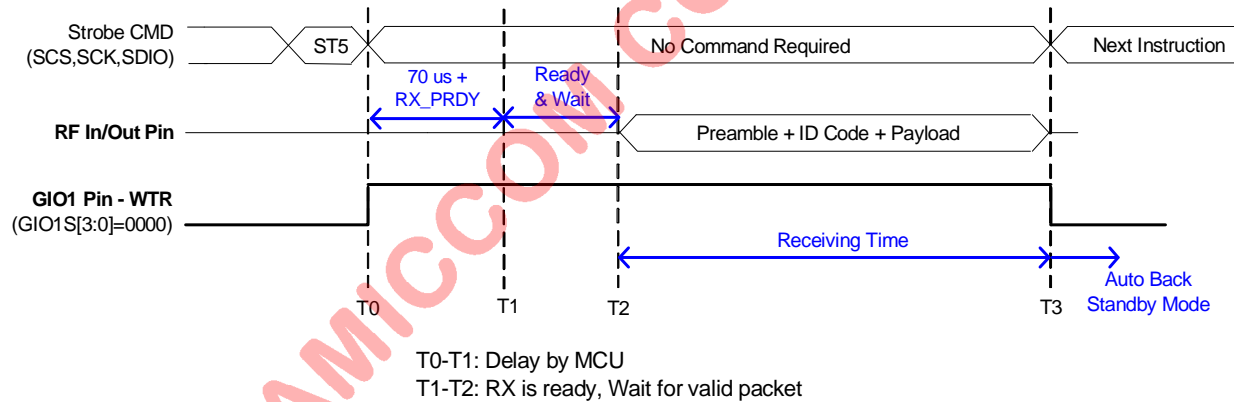 Strobe CMD
(SCS,SCK,SDIO)
ST5
No Command Required
Next Instruction
70 us +
RX_PRDY
Ready
& Wait
RF In/Out Pin
Preamble + ID Code + Payload
GIO1 Pin - WTR
(GIO1S[3:0]=0000)
Receiving Time
Auto Back
Standby Mode
T0
T1
T2
T3
T0-T1: Delay by MCU
T1-T2: RX is ready, Wait for valid packet
AMICCOM CO